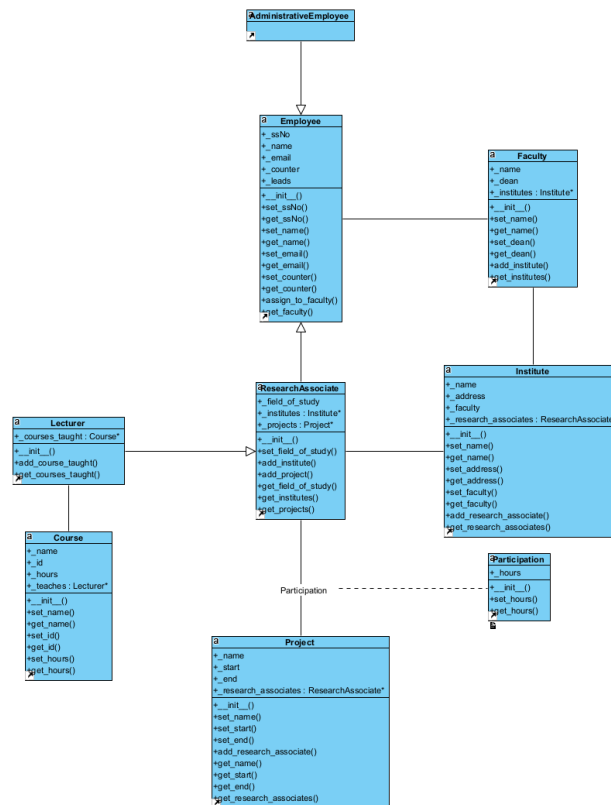 AdministrativeEmployee
Employee
+_ssNo
+_name
+_email
+_counter
+_leads
+__init__()
+set_ssNo()
+get_ssNo()
+set_name()
+get_name()
+set_email()
+get_email()
+set_counter()
+get_counter()
+assign_to_faculty()
+get_faculty()
Faculty
+_name
+_dean
+_institutes : Institute*
+__init__()
+set_name()
+get_name()
+set_dean()
+get_dean()
+add_institute()
+get_institutes()
Institute
+_name
+_address
+_faculty
+_research_associates : ResearchAssociate
+__init__()
+set_name()
+get_name()
+set_address()
+get_address()
+set_faculty()
+get_faculty()
+add_research_associate()
+get_research_associates()
ResearchAssociate
+_field_of_study
+_institutes : Institute*
+_projects : Project*
+__init__()
+set_field_of_study()
+add_institute()
+add_project()
+get_field_of_study()
+get_institutes()
+get_projects()
Lecturer
+_courses_taught : Course*
+__init__()
+add_course_taught()
+get_courses_taught()
Course
+_name
+_id
+_hours
+_teaches : Lecturer*
+__init__()
+set_name()
+get_name()
+set_id()
+get_id()
+set_hours()
+get_hours()
Participation
Participation
+_hours
+__init__()
+set_hours()
+get_hours()
Project
+_name
+_start
+_end
+_research_associates : ResearchAssociate*
+__init__()
+set_name()
+set_start()
+set_end()
+add_research_associate()
+get_name()
+get_start()
+get_end()
+get_research_associates()